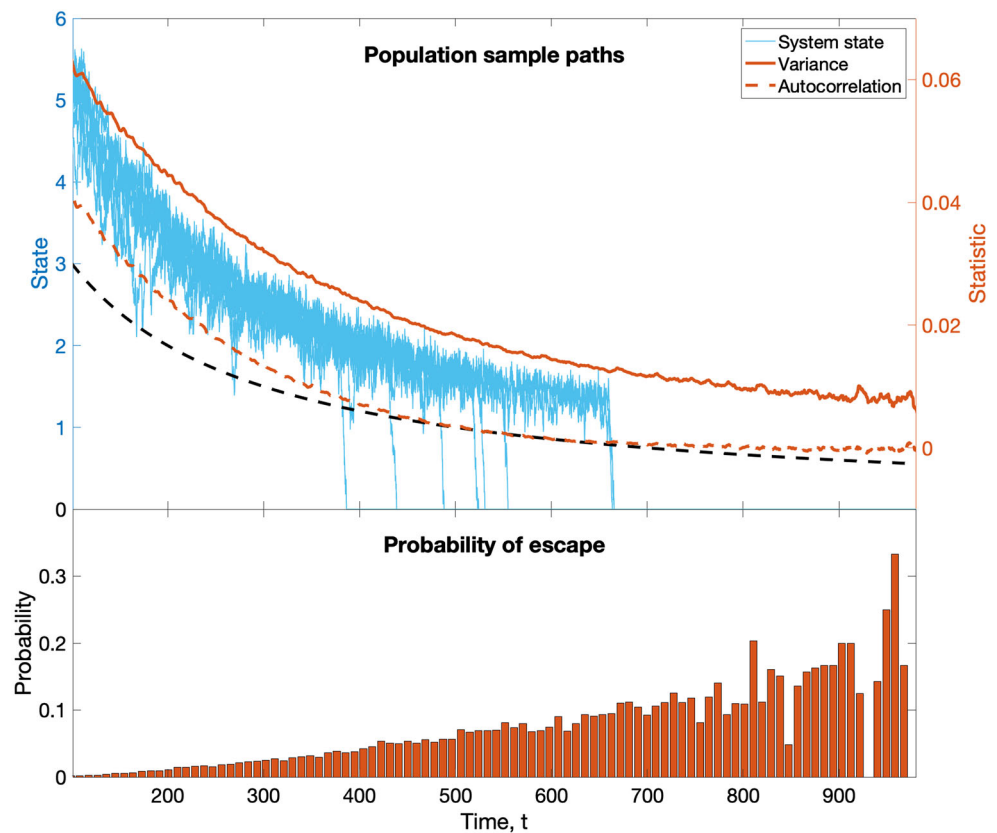 Population sample paths
System state
Variance
Autocorrelation
6
5
4
3
2
1
0
State
0.06
0.04
0.02
0
Statistic
Probability of escape
0.3
0.2
0.1
0
Probability
200 300 400 500 600 700 800 900
Time, t